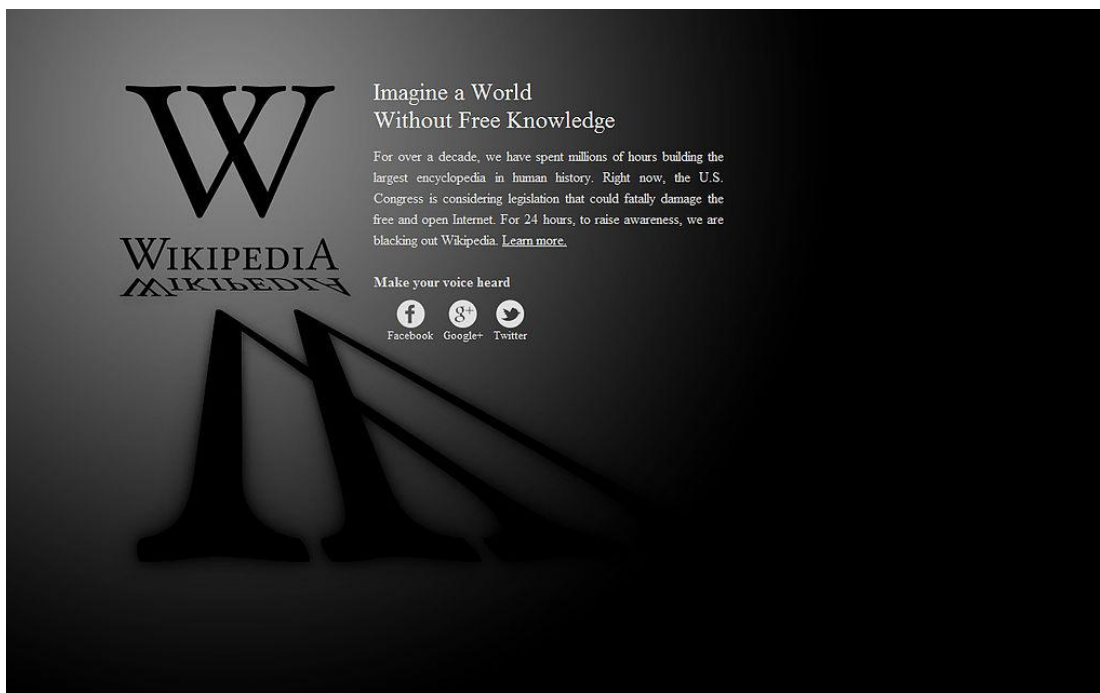 W
WIKIPEDIA
Imagine a World
Without Free Knowledge
For over a decade, we have spent millions of hours building the
largest encyclopedia in human history. Right now, the U.S.
Congress is considering legislation that could fatally damage the
free and open Internet. For 24 hours, to raise awareness, we are
blacking out Wikipedia. Learn more.
Make your voice heard
f g+
Facebook Google+ Twitter